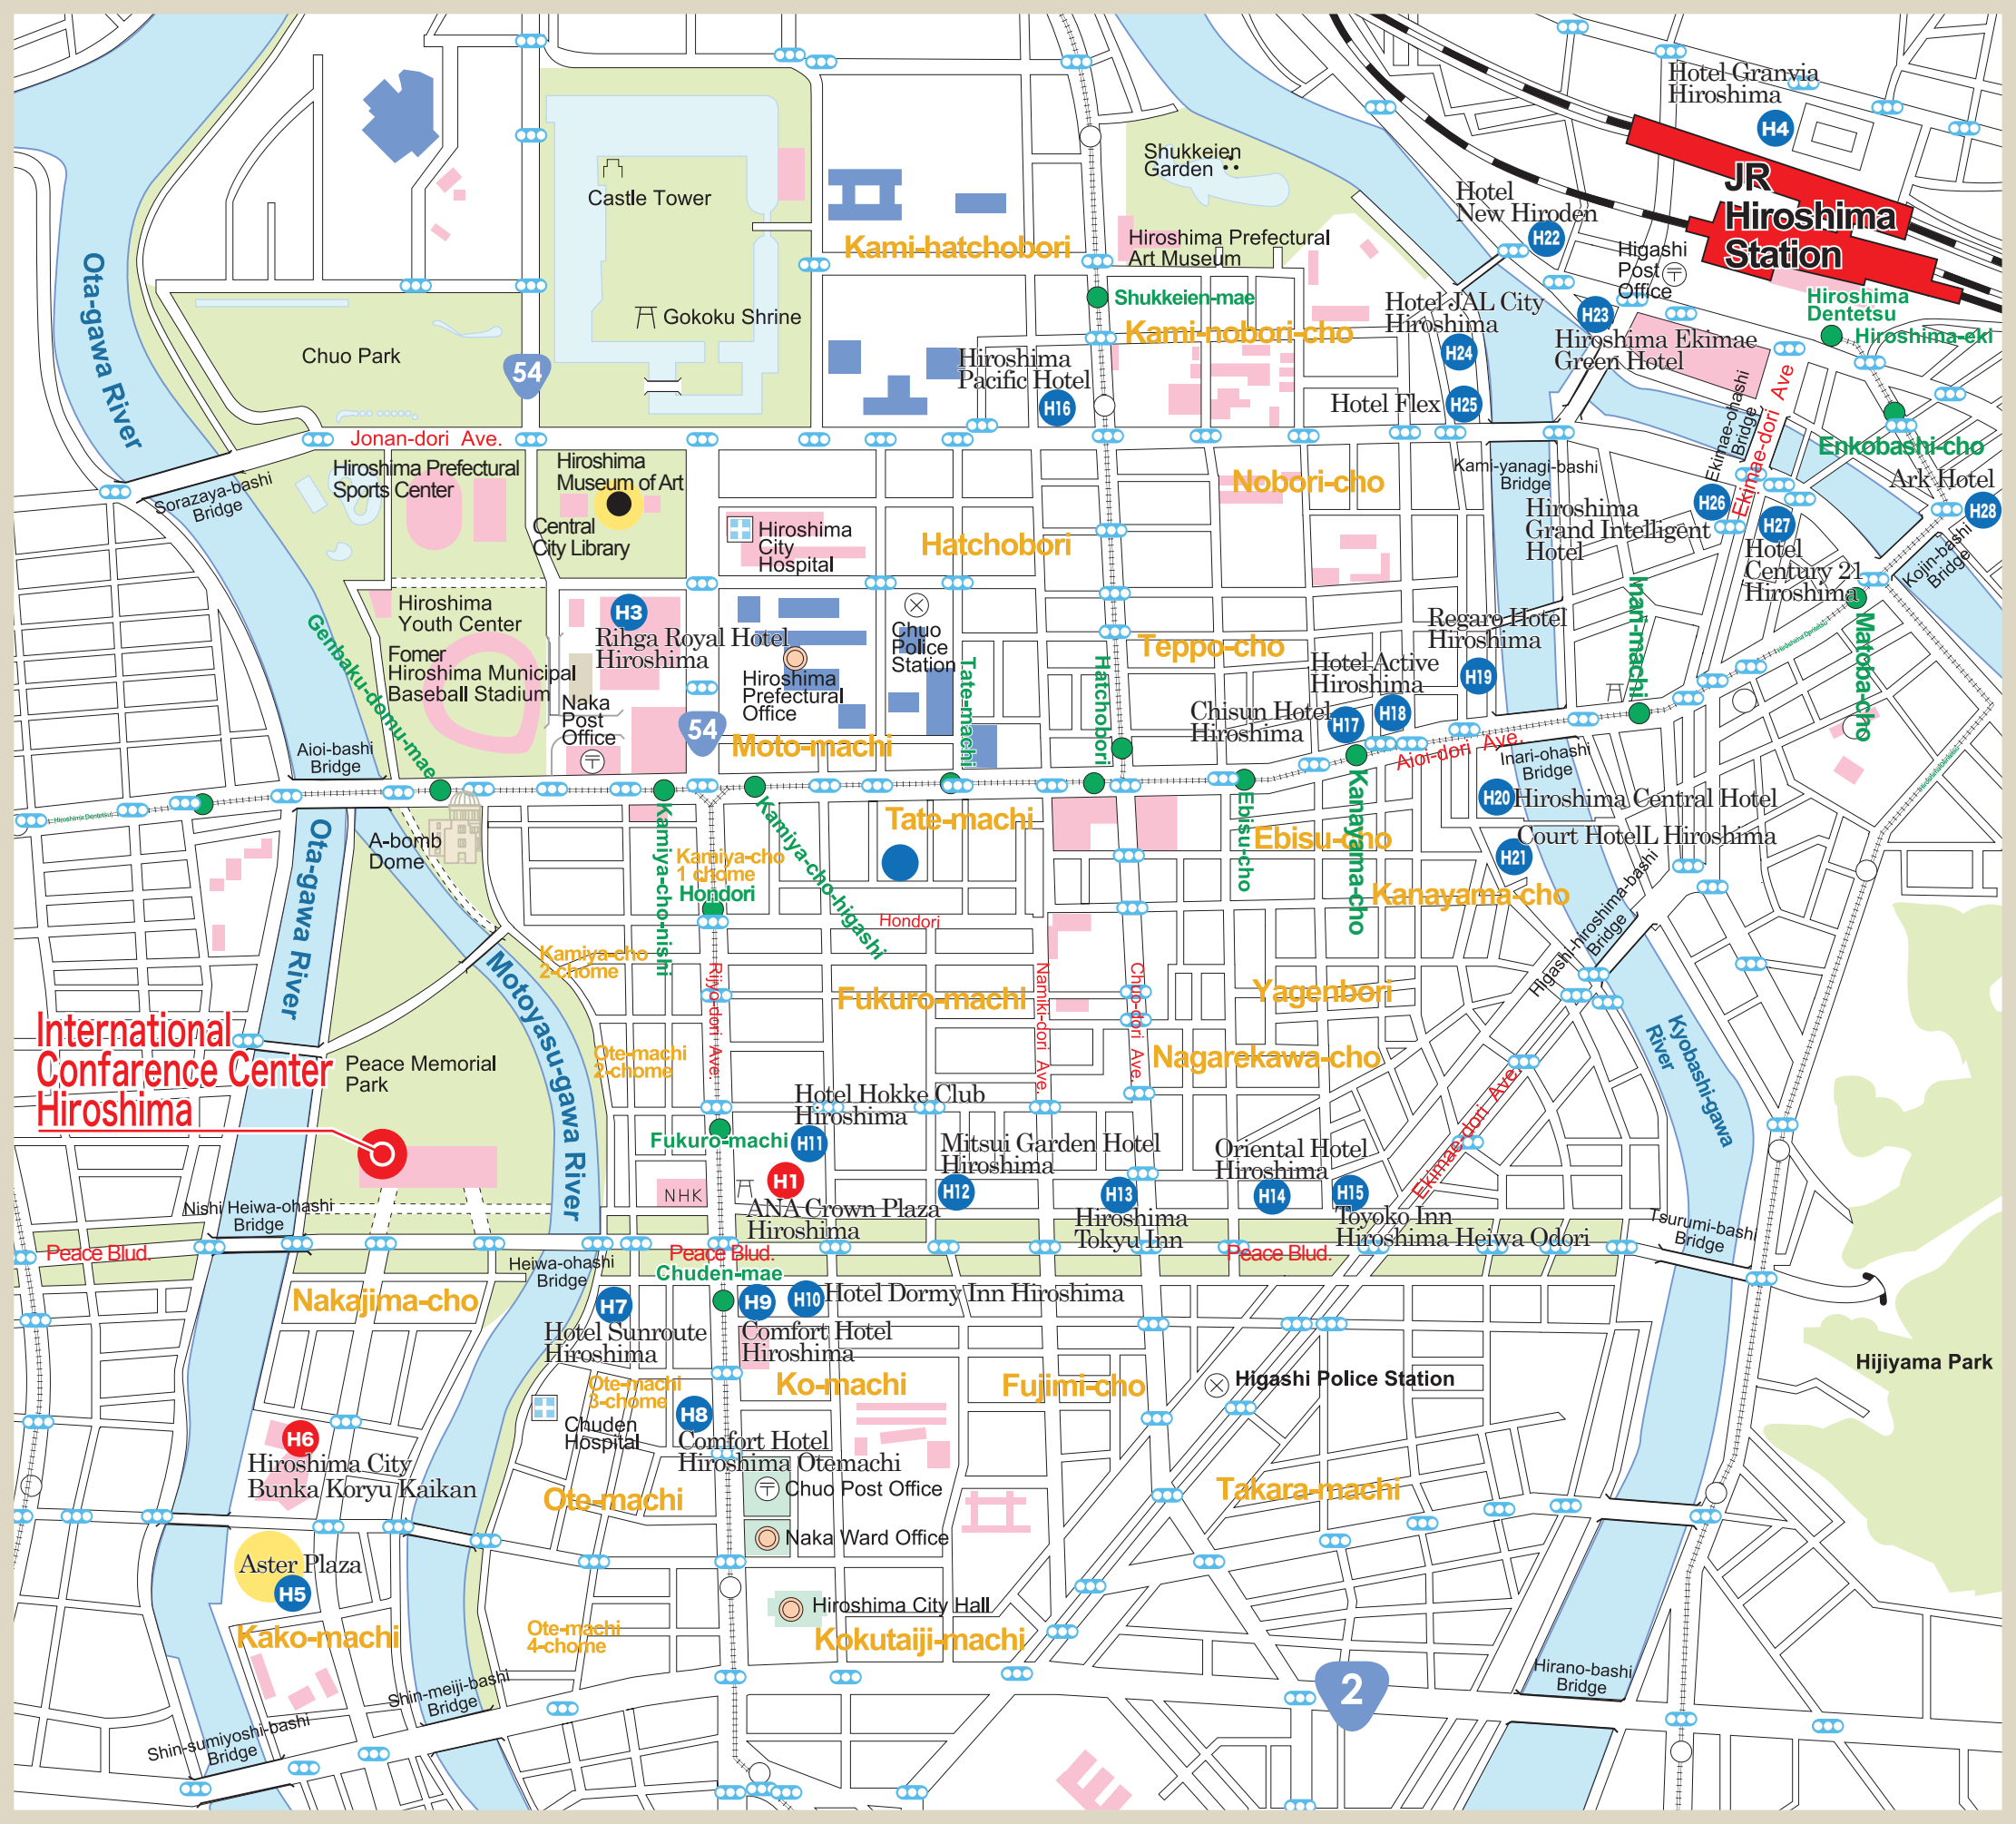 Hotel Granvia
Hiroshima
H4
JR
Hiroshima
Station
Shukkeien
Garden
Castle Tower
Hotel
New Hiroden
H22
Kami-hatchobori
Hiroshima Prefectural
Art Museum
Higashi
Post
Office
Ota-gawa River
Shukkeien-mae
Hiroshima
Dentetsu
Hiroshima-eki
Gokoku Shrine
Hotel JAL City
Hiroshima
H24
H23
Kami-nobori-cho
Hiroshima Ekimae
Green Hotel
Chuo Park
54
Hiroshima
Pacific Hotel
H16
Hotel Flex
H25
Ekimae-ohashi
Bridge
Ekimae-dori Ave
Jonan-dori Ave.
Enkobashi-cho
Hiroshima Prefectural
Sports Center
Hiroshima
Museum of Art
Sorazaya-bashi
Bridge
Nobori-cho
Kami-yanagi-bashi
Bridge
Ark Hotel
H28
H26
H27
Central
City Library
Hiroshima
City
Hospital
Hatchobori
Hiroshima
Grand Intelligent
Hotel
Hotel
Century 21
Hiroshima
Kojin-bashi
Bridge
Hiroshima
Youth Center
H3
Rihga Royal Hotel
Hiroshima
Chuo
Police
Station
Teppo-cho
Regaro Hotel
Hiroshima
H19
Inari-machi
Matoba-cho
Hiroshima Dentetsu
Genbaku-domu-mae
Fomer
Hiroshima Municipal
Baseball Stadium
Hiroshima
Prefectural
Office
Tate-machi
Hatchobori
Hotel Active
Hiroshima
H18
Naka
Post
Office
54
Moto-machi
Chisun Hotel
Hiroshima
H17
Aioi-dori Ave.
Aioi-bashi
Bridge
Inari-ohashi
Bridge
Hiroshima Dentetsu
H20
Hiroshima Central Hotel
Ota-gawa River
A-bomb
Dome
Kamiya-cho-nishi
Kamiya-cho-higashi
Tate-machi
Ebisu-cho
Ebisu-cho
Kanayama-cho
H21
Court HotelL Hiroshima
Kamiya-cho
1 chome
Hondori
Hondori
Kanayama-cho
Higashi-hiroshima-bashi
Bridge
Kamiya-cho
2-chome
Motoyasu-gawa River
Rijyo-dori Ave.
Fukuro-machi
Namiki-dori Ave.
Chuo-dori Ave.
Yagenbori
Kyobashi-gawa
River
International
Confarence Center
Hiroshima
Peace Memorial
Park
Ote-machi
2-chome
Nagarekawa-cho
Ekimae-dori Ave.
Hotel Hokke Club
Hiroshima
H11
Fukuro-machi
Mitsui Garden Hotel
Hiroshima
H12
Oriental Hotel
Hiroshima
H14
H13
H15
NHK
H1
ANA Crown Plaza
Hiroshima
Hiroshima
Tokyu Inn
Toyoko Inn
Hiroshima Heiwa Odori
Nishi Heiwa-ohashi
Bridge
Tsurumi-bashi
Bridge
Peace Blud.
Peace Blud.
Peace Blud.
Heiwa-ohashi
Bridge
Chuden-mae
Nakajima-cho
H7
H9
H10
Hotel Dormy Inn Hiroshima
Hotel Sunroute
Hiroshima
Comfort Hotel
Hiroshima
Hijiyama Park
Ote-machi
3-chome
Ko-machi
Fujimi-cho
Higashi Police Station
H8
Chuden
Hospital
H6
Hiroshima City
Bunka Koryu Kaikan
Comfort Hotel
Hiroshima Otemachi
Chuo Post Office
Ote-machi
Takara-machi
Naka Ward Office
Aster Plaza
H5
Hiroshima City Hall
Kako-machi
Ote-machi
4-chome
Kokutaiji-machi
2
Shin-meiji-bashi
Bridge
Hirano-bashi
Bridge
Shin-sumiyoshi-bashi
Bridge
Hiroshima Dentetsu